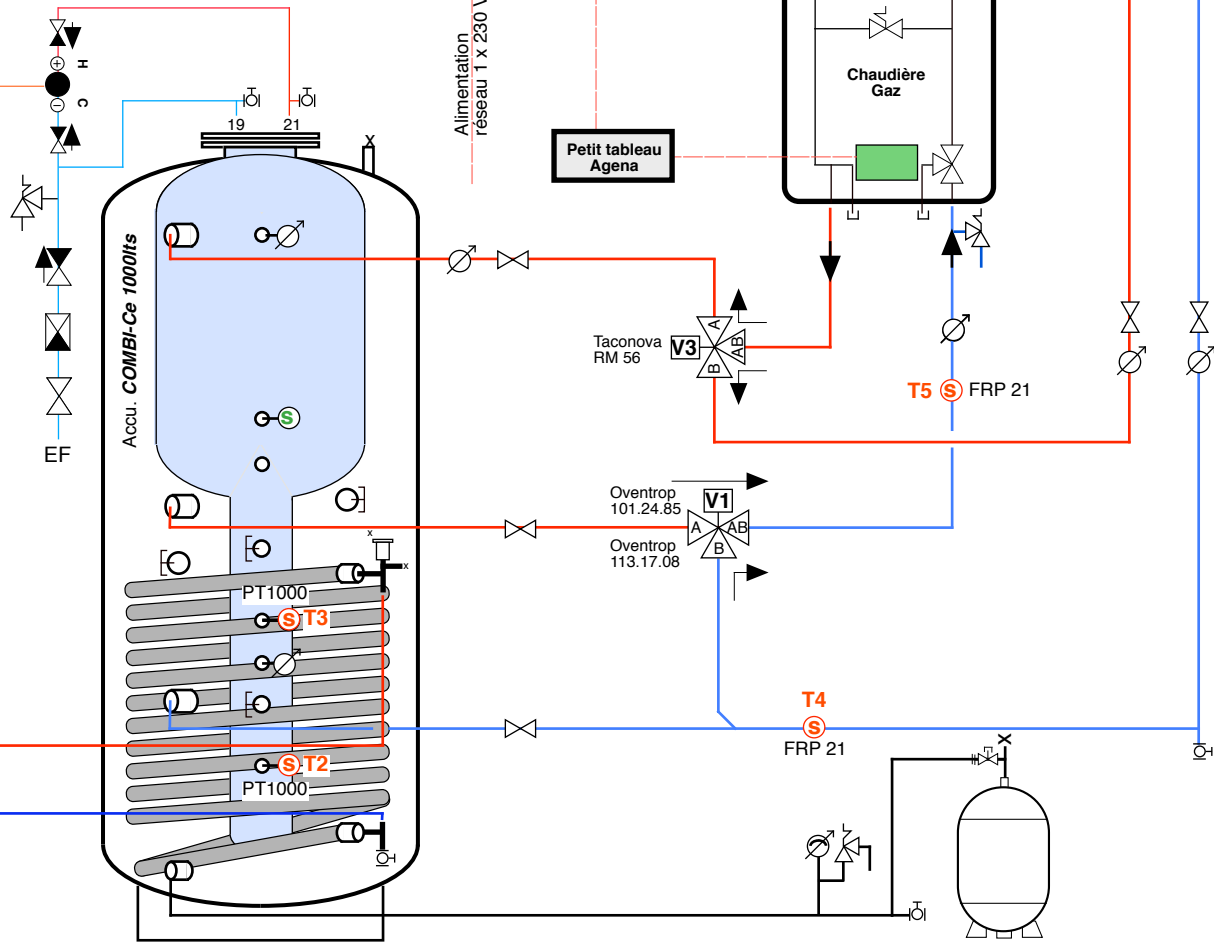 H
+
C
−
19
21
X
Accu. COMBI-Ce 1000lts
EF
S
PT1000
S T3
S T2
PT1000
x
x
Alimentation
réseau 1 x 230 V
Petit tableau
Agena
Chaudière
Gaz
Taconova
RM 56
V3
A
AB
B
T5 S FRP 21
Oventrop
101.24.85
V1
A
AB
B
Oventrop
113.17.08
T4
S
FRP 21
X